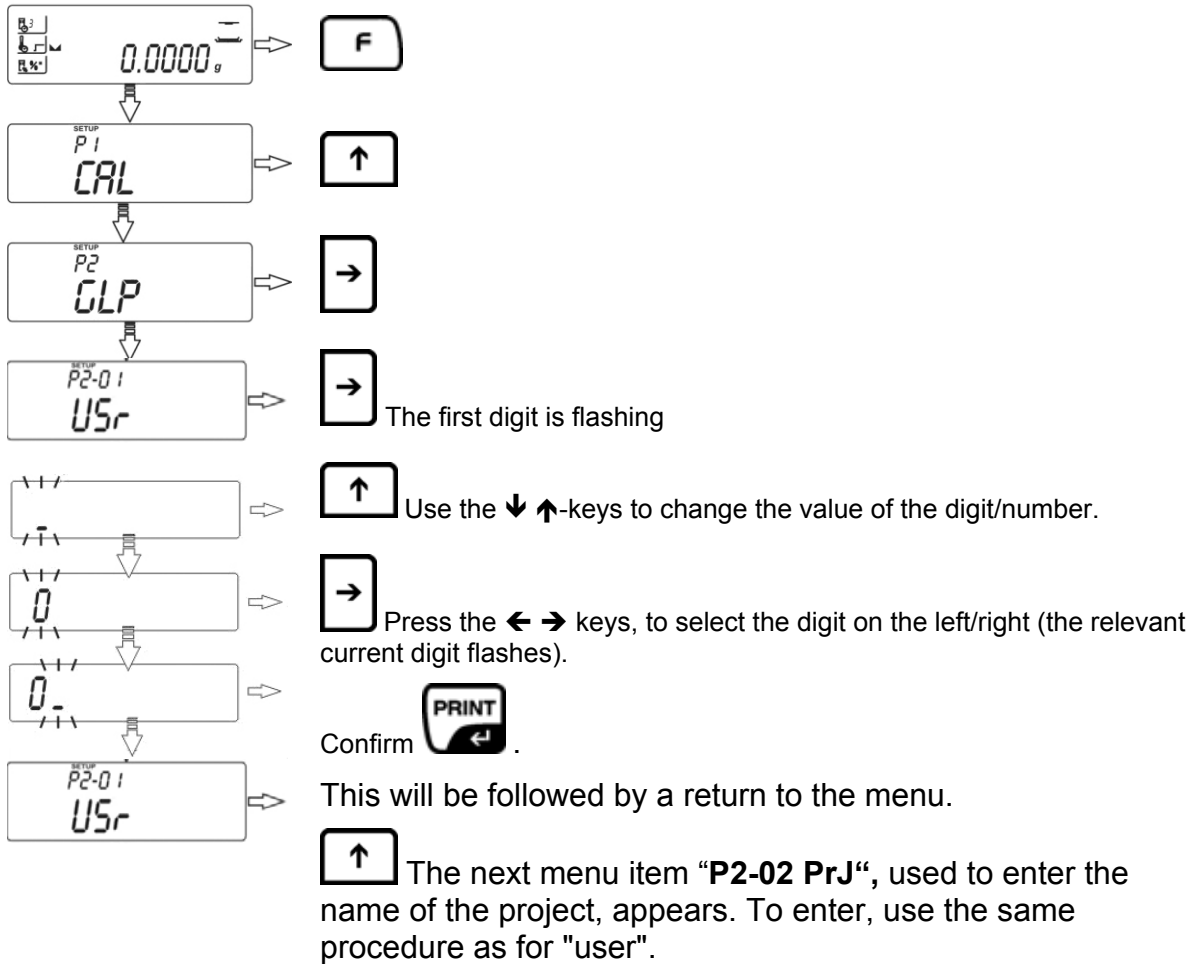 3
%
0.0000 g
F
SETUP
P1
CAL
↑
SETUP
P2
GLP
→
SETUP
P2-01
USr
→ The first digit is flashing
↑ Use the ↓ ↑-keys to change the value of the digit/number.
0
→ Press the ← → keys, to select the digit on the left/right (the relevant
current digit flashes).
0_
Confirm PRINT ↵ .
SETUP
P2-01
USr
This will be followed by a return to the menu.
↑ The next menu item “P2-02 PrJ“, used to enter the
name of the project, appears. To enter, use the same
procedure as for "user".